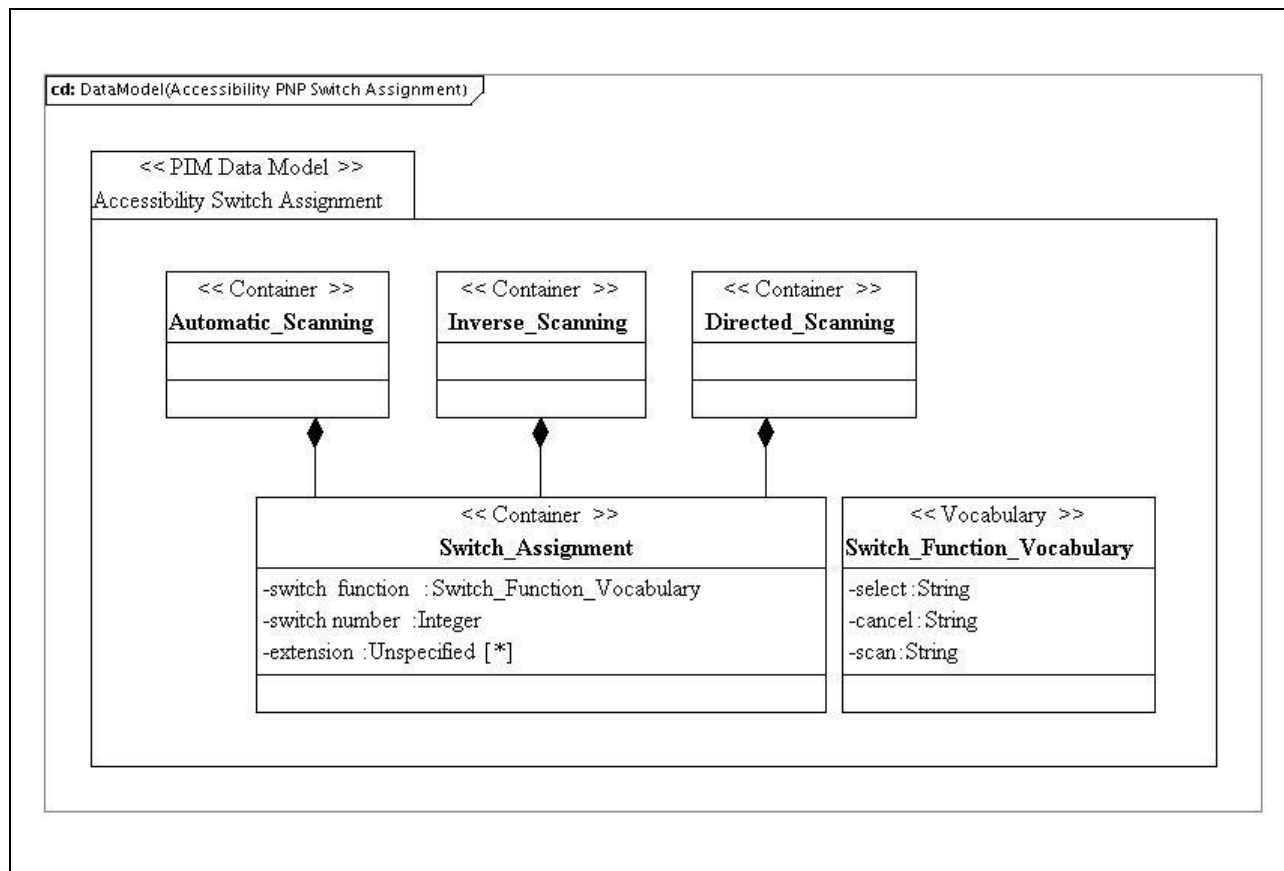 cd: DataModel(Accessibility PNP Switch Assignment)
<< PIM Data Model >>
Accessibility Switch Assignment
<< Container >>
Automatic_Scanning
<< Container >>
Inverse_Scanning
<< Container >>
Directed_Scanning
<< Container >>
Switch_Assignment
-switch function :Switch_Function_Vocabulary
-switch number :Integer
-extension :Unspecified [*]
<< Vocabulary >>
Switch_Function_Vocabulary
-select:String
-cancel:String
-scan:String